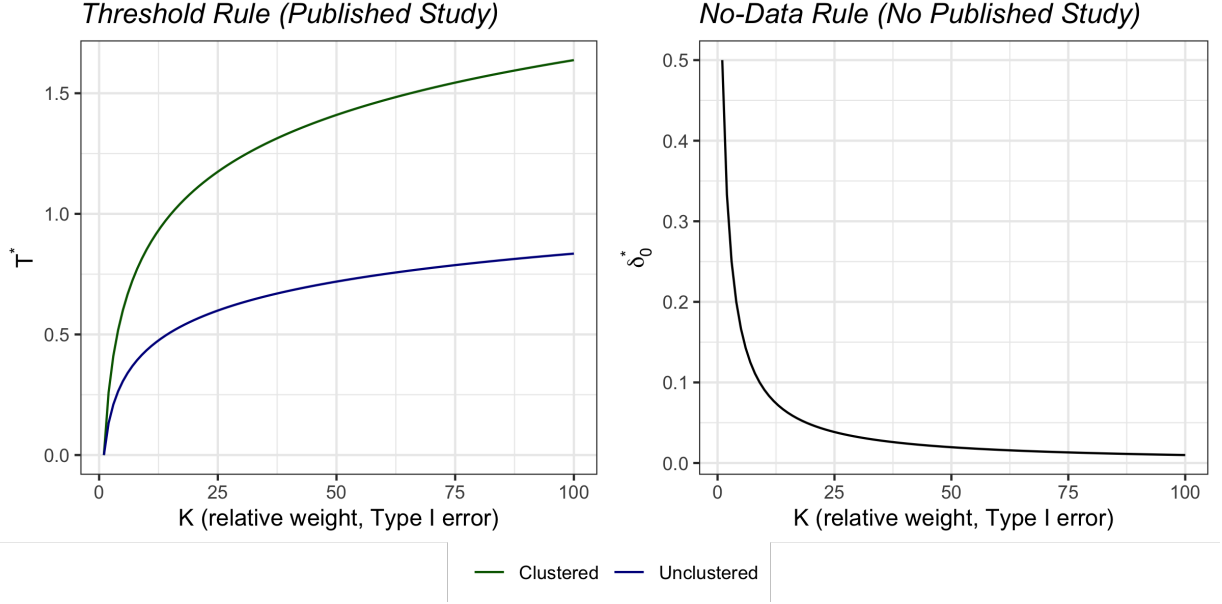 Threshold Rule (Published Study)
T*
1.5
1.0
0.5
0.0
0 25 50 75 100
K (relative weight, Type I error)
No-Data Rule (No Published Study)
δ₀*
0.5
0.4
0.3
0.2
0.1
0.0
0 25 50 75 100
K (relative weight, Type I error)
Clustered Unclustered